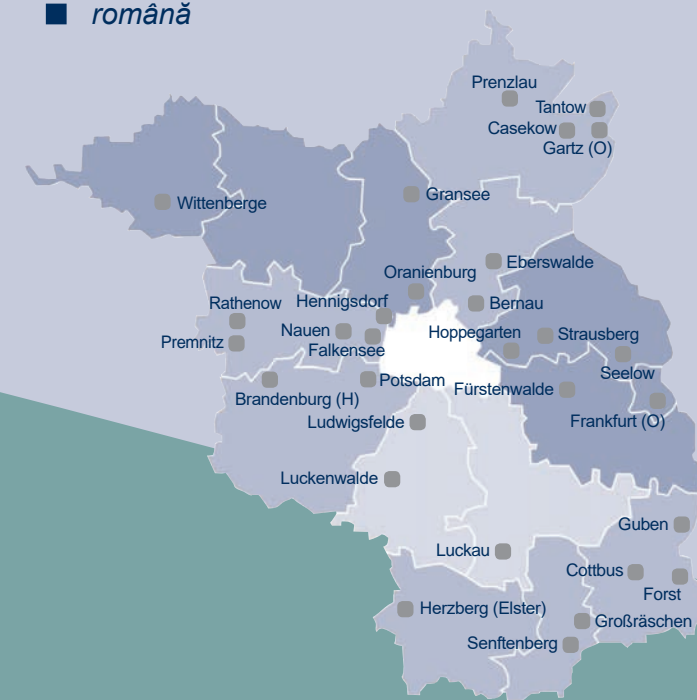 română
Prenzlau
Tantow
Casekow
Gartz (O)
Wittenberge
Gransee
Eberswalde
Oranienburg
Rathenow
Hennigsdorf
Bernau
Nauen
Hoppegarten
Strausberg
Premnitz
Falkensee
Seelow
Potsdam
Fürstenwalde
Brandenburg (H)
Ludwigsfelde
Frankfurt (O)
Luckenwalde
Guben
Luckau
Cottbus
Forst
Herzberg (Elster)
Großräschen
Senftenberg